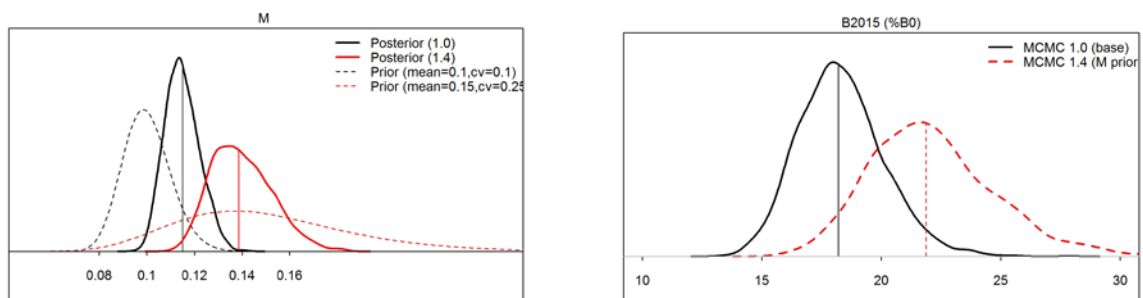 M
Posterior (1.0)
Posterior (1.4)
Prior (mean=0.1,cv=0.1)
Prior (mean=0.15,cv=0.25
0.08 0.1 0.12 0.14 0.16
B2015 (%B0)
MCMC 1.0 (base)
MCMC 1.4 (M prior
10 15 20 25 30